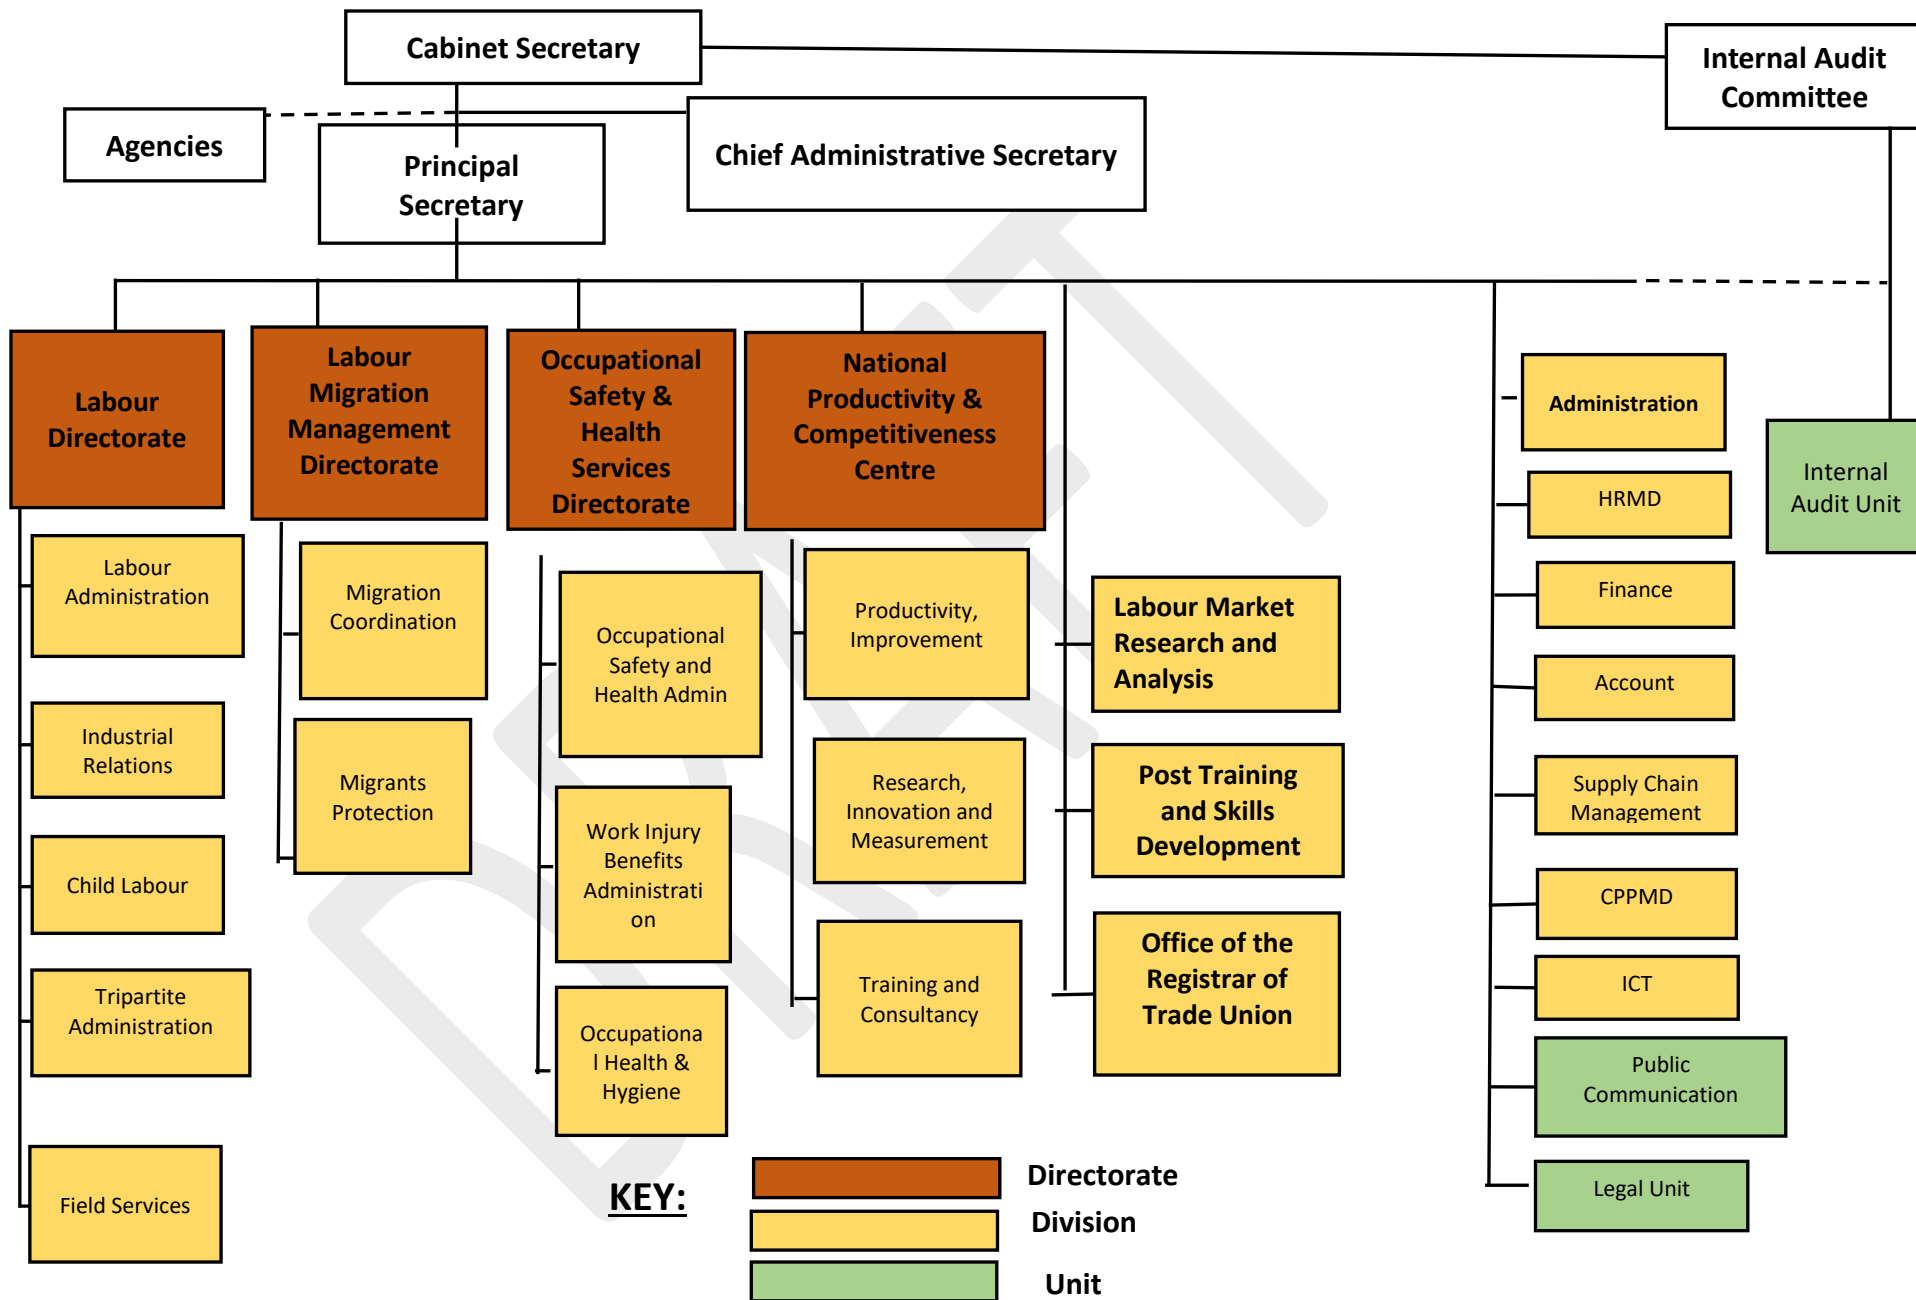 Cabinet Secretary
Internal Audit
Committee
Agencies
Chief Administrative Secretary
Principal
Secretary
Labour
Directorate
Labour
Migration
Management
Directorate
Occupational
Safety &
Health
Services
Directorate
National
Productivity &
Competitiveness
Centre
Administration
Internal
Audit Unit
HRMD
Finance
Account
Supply Chain
Management
CPPMD
ICT
Public
Communication
Legal Unit
Labour
Administration
Industrial
Relations
Child Labour
Tripartite
Administration
Field Services
Migration
Coordination
Migrants
Protection
Occupational
Safety and
Health Admin
Work Injury
Benefits
Administrati
on
Occupationa
l Health &
Hygiene
Productivity,
Improvement
Research,
Innovation and
Measurement
Training and
Consultancy
Labour Market
Research and
Analysis
Post Training
and Skills
Development
Office of the
Registrar of
Trade Union
KEY:
Directorate
Division
Unit
DRAFT